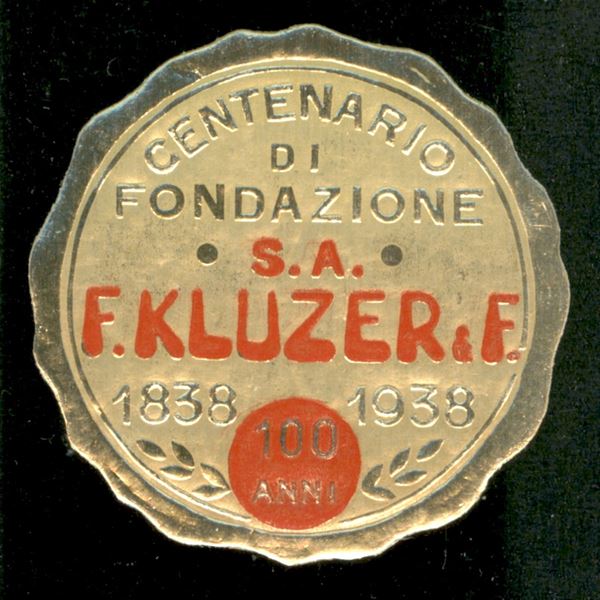 CENTENARIO
DI
FONDAZIONE
• S.A. •
F. KLUZER & F.
1838 1938
100
ANNI